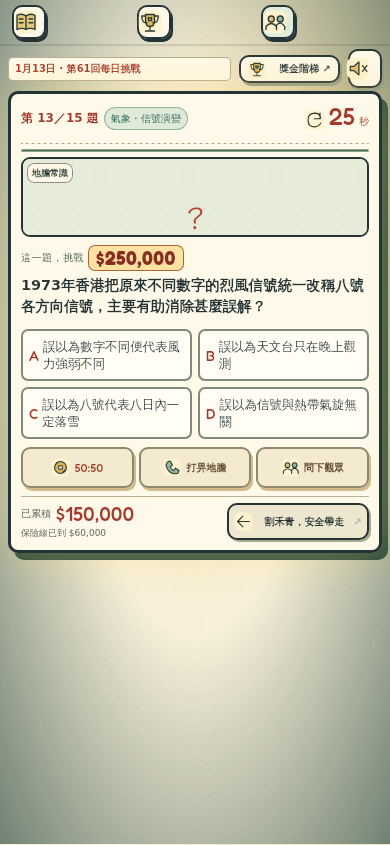 1月13日・第61回每日挑戰
獎金階梯 ↗
第 13／15 題
氣象・信號演變
25 秒
地膽常識
?
這一題，挑戰 $250,000
1973年香港把原來不同數字的烈風信號統一改稱八號各方向信號，主要有助消除甚麼誤解？
A 誤以為數字不同便代表風力強弱不同
B 誤以為天文台只在晚上觀測
C 誤以為八號代表八日內一定落雪
D 誤以為信號與熱帶氣旋無關
50:50
打畀地膽
問下觀眾
已累積 $150,000
保險線已到 $60,000
← 割禾青，安全帶走 ↗